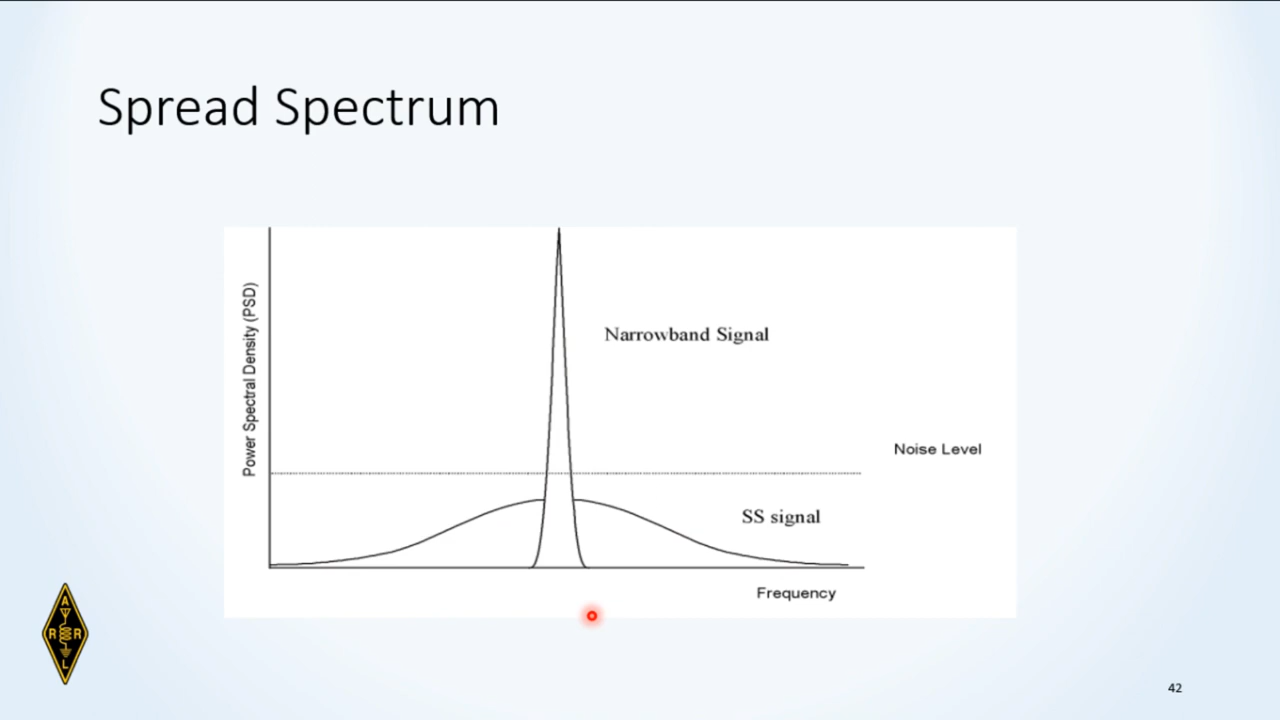 Spread Spectrum
Power Spectral Density (PSD)
Narrowband Signal
Noise Level
SS signal
Frequency
A
R R
L
42